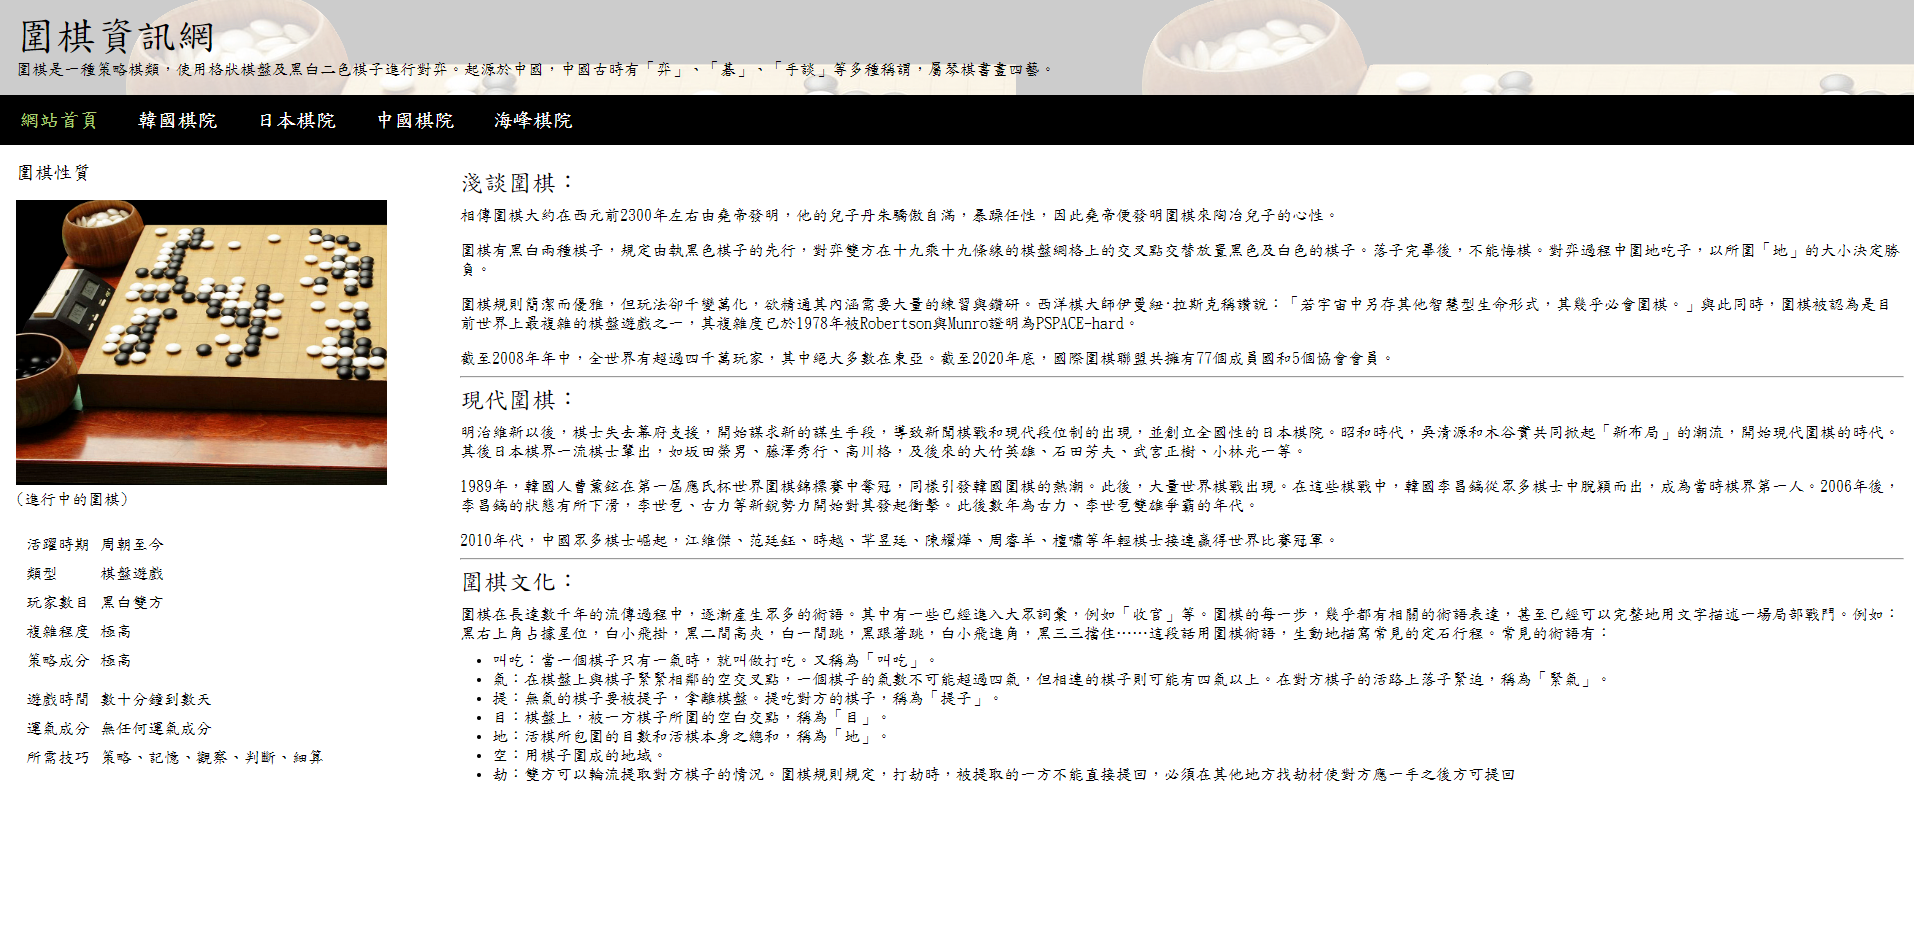 圍棋資訊網
圍棋是一種策略棋類，使用格狀棋盤及黑白二色棋子進行對弈。起源於中國，中國古時有「弈」、「碁」、「手談」等多種稱謂，屬琴棋書畫四藝。
網站首頁 韓國棋院 日本棋院 中國棋院 海峰棋院
圍棋性質
(進行中的圍棋)
活躍時期 周朝至今
類型 棋盤遊戲
玩家數目 黑白雙方
複雜程度 極高
策略成分 極高
遊戲時間 數十分鐘到數天
運氣成分 無任何運氣成分
所需技巧 策略、記憶、觀察、判斷、細算
淺談圍棋：
相傳圍棋大約在西元前2300年左右由堯帝發明，他的兒子丹朱驕傲自滿，暴躁任性，因此堯帝便發明圍棋來陶冶兒子的心性。
圍棋有黑白兩種棋子，規定由執黑色棋子的先行，對弈雙方在十九乘十九條線的棋盤網格上的交叉點交替放置黑色及白色的棋子。落子完畢後，不能悔棋。對弈過程中圍地吃子，以所圍「地」的大小決定勝
負。
圍棋規則簡潔而優雅，但玩法卻千變萬化，欲精通其內涵需要大量的練習與鑽研。西洋棋大師伊曼紐·拉斯克稱讚說：「若宇宙中另存其他智慧型生命形式，其幾乎必會圍棋。」與此同時，圍棋被認為是目
前世界上最複雜的棋盤遊戲之一，其複雜度已於1978年被Robertson與Munro證明為PSPACE-hard。
截至2008年年中，全世界有超過四千萬玩家，其中絕大多數在東亞。截至2020年底，國際圍棋聯盟共擁有77個成員國和5個協會會員。
現代圍棋：
明治維新以後，棋士失去幕府支援，開始謀求新的謀生手段，導致新聞棋戰和現代段位制的出現，並創立全國性的日本棋院。昭和時代，吳清源和木谷實共同掀起「新布局」的潮流，開始現代圍棋的時代。
其後日本棋界一流棋士輩出，如坂田榮男、藤澤秀行、高川格，及後來的大竹英雄、石田芳夫、武宮正樹、小林光一等。
1989年，韓國人曹薰鉉在第一屆應氏杯世界圍棋錦標賽中奪冠，同樣引發韓國圍棋的熱潮。此後，大量世界棋戰出現。在這些棋戰中，韓國李昌鎬從眾多棋士中脫穎而出，成為當時棋界第一人。2006年後，
李昌鎬的狀態有所下滑，李世乭、古力等新銳勢力開始對其發起衝擊。此後數年為古力、李世乭雙雄爭霸的年代。
2010年代，中國眾多棋士崛起，江維傑、范廷鈺、時越、羋昱廷、陳耀燁、周睿羊、檀嘯等年輕棋士接連贏得世界比賽冠軍。
圍棋文化：
圍棋在長達數千年的流傳過程中，逐漸產生眾多的術語。其中有一些已經進入大眾詞彙，例如「收官」等。圍棋的每一步，幾乎都有相關的術語表達，甚至已經可以完整地用文字描述一場局部戰鬥。例如：
黑右上角占據星位，白小飛掛，黑二間高夾，白一間跳，黑跟著跳，白小飛進角，黑三三擋住……這段話用圍棋術語，生動地描寫常見的定石行程。常見的術語有：
• 叫吃：當一個棋子只有一氣時，就叫做打吃。又稱為「叫吃」。
• 氣：在棋盤上與棋子緊緊相鄰的空交叉點，一個棋子的氣數不可能超過四氣，但相連的棋子則可能有四氣以上。在對方棋子的活路上落子緊迫，稱為「緊氣」。
• 提：無氣的棋子要被提子，拿離棋盤。提吃對方的棋子，稱為「提子」。
• 目：棋盤上，被一方棋子所圍的空白交點，稱為「目」。
• 地：活棋所包圍的目數和活棋本身之總和，稱為「地」。
• 空：用棋子圍成的地域。
• 劫：雙方可以輪流提取對方棋子的情況。圍棋規則規定，打劫時，被提取的一方不能直接提回，必須在其他地方找劫材使對方應一手之後方可提回